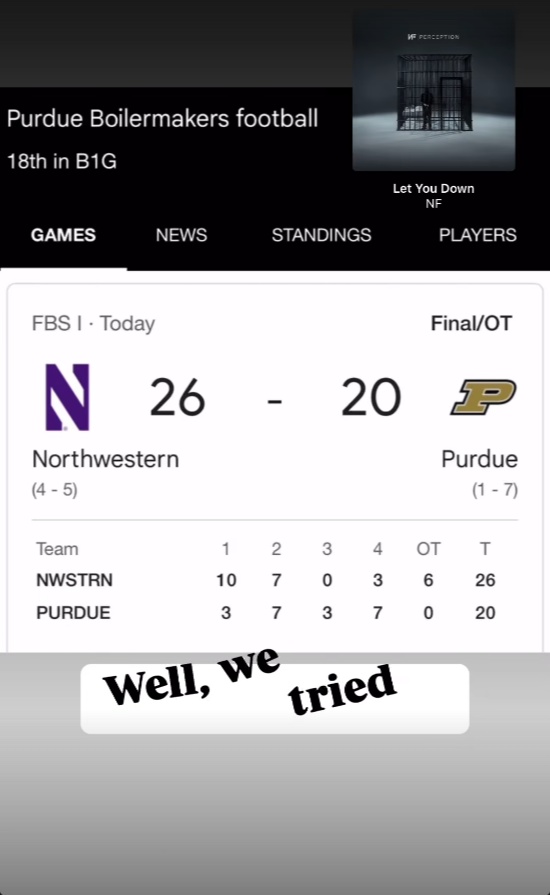 NF PERCEPTION
Purdue Boilermakers football
18th in B1G
Let You Down
NF
GAMES NEWS STANDINGS PLAYERS
FBS I · Today Final/OT
N 26 - 20 P
Northwestern Purdue
(4 - 5) (1 - 7)
Team 1 2 3 4 OT T
NWSTRN 10 7 0 3 6 26
PURDUE 3 7 3 7 0 20
Well, we
tried